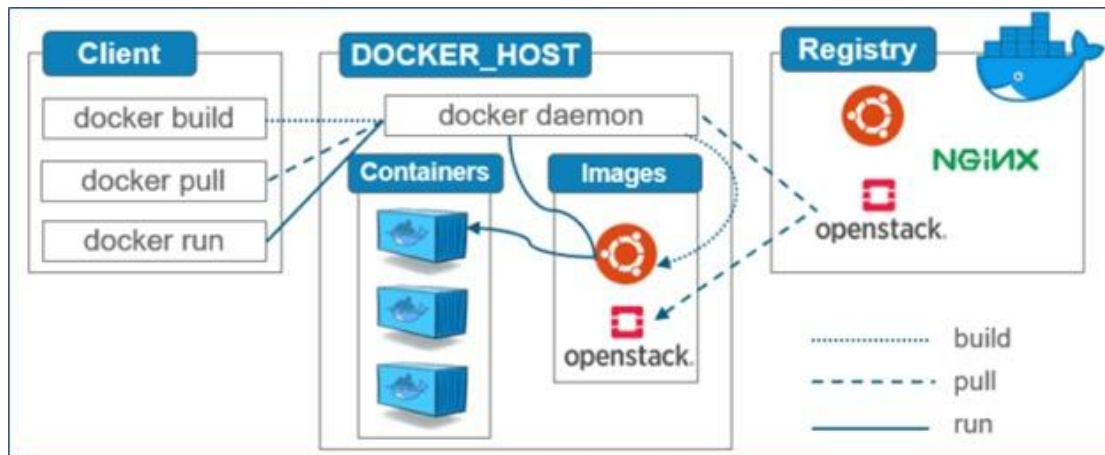 Client
docker build
docker pull
docker run
DOCKER_HOST
docker daemon
Containers
Images
openstack.
Registry
NGiNX
openstack.
build
pull
run